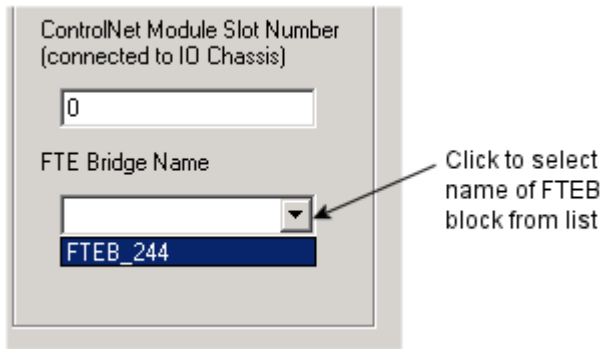 ControlNet Module Slot Number
(connected to IO Chassis)
0
FTE Bridge Name
Click to select
name of FTEB
block from list
FTEB_244